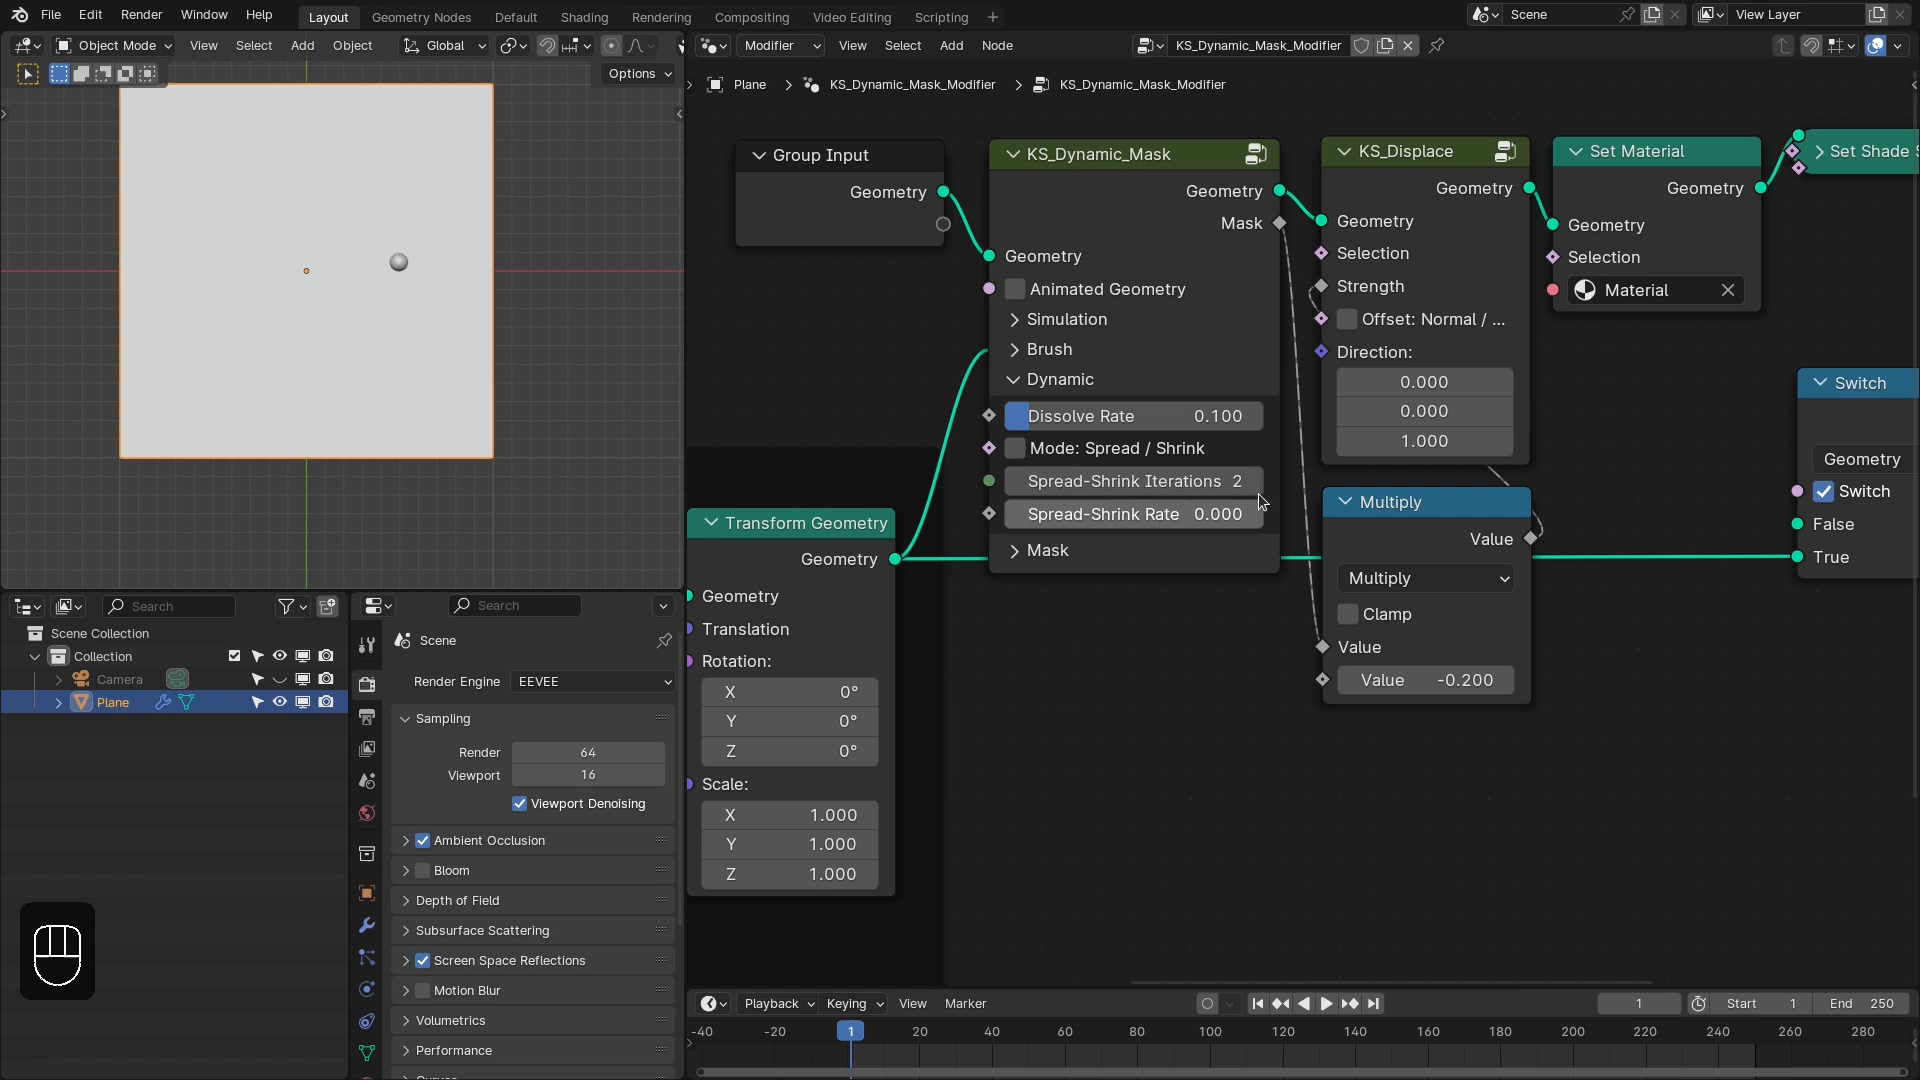 File Edit Render Window Help Layout Geometry Nodes Default Shading Rendering Compositing Video Editing Scripting + Scene View Layer
Object Mode View Select Add Object Global
Options
Modifier View Select Add Node KS_Dynamic_Mask_Modifier
Plane > KS_Dynamic_Mask_Modifier > KS_Dynamic_Mask_Modifier
Group Input
Geometry
KS_Dynamic_Mask
Geometry
Mask
Geometry
Animated Geometry
Simulation
Brush
Dynamic
Dissolve Rate 0.100
Mode: Spread / Shrink
Spread-Shrink Iterations 2
Spread-Shrink Rate 0.000
Mask
KS_Displace
Geometry
Geometry
Selection
Strength
Offset: Normal / ...
Direction:
0.000
0.000
1.000
Set Material
Geometry
Geometry
Selection
Material
Set Shade
Switch
Geometry
Switch
False
True
Multiply
Value
Multiply
Clamp
Value
Value -0.200
Transform Geometry
Geometry
Geometry
Translation
Rotation:
X 0°
Y 0°
Z 0°
Scale:
X 1.000
Y 1.000
Z 1.000
Search
Scene Collection
Collection
Camera
Plane
Search
Scene
Render Engine EEVEE
Sampling
Render 64
Viewport 16
Viewport Denoising
Ambient Occlusion
Bloom
Depth of Field
Subsurface Scattering
Screen Space Reflections
Motion Blur
Volumetrics
Performance
Playback Keying View Marker 1 Start 1 End 250
-40 -20 1 20 40 60 80 100 120 140 160 180 200 220 240 260 280